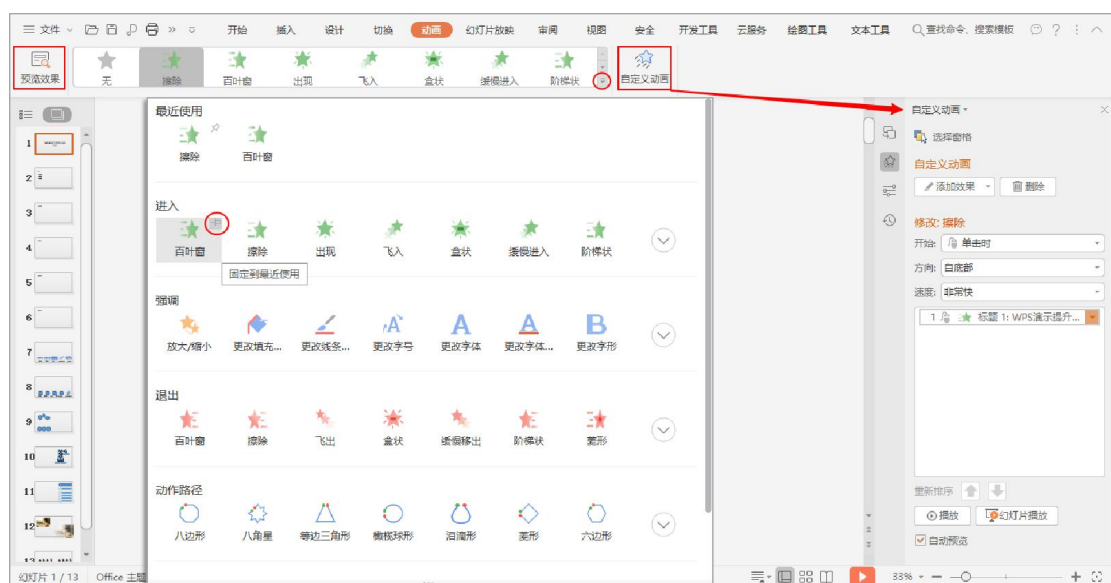 三 文件 开始 插入 设计 切换 动画 幻灯片放映 审阅 视图 安全 开发工具 云服务 绘图工具 文本工具 查找命令、搜索模板
预览效果 无 擦除 百叶窗 出现 飞入 盒状 缓慢进入 阶梯状 自定义动画
最近使用
擦除 百叶窗
进入
百叶窗 擦除 出现 飞入 盒状 缓慢进入 阶梯状
固定到最近使用
强调
放大/缩小 更改填充... 更改线条... 更改字号 更改字体 更改字体... 更改字形
退出
百叶窗 擦除 飞出 盒状 缓慢移出 阶梯状 菱形
动作路径
八边形 八角星 等边三角形 橄榄球形 泪滴形 菱形 六边形
1
2
3
4
5
6
7
8
9
10
11
12
13
自定义动画
选择窗格
自定义动画
添加效果 删除
修改: 擦除
开始: 单击时
方向: 自底部
速度: 非常快
1 标题 1: WPS演示提升...
重新排序
播放 幻灯片播放
自动预览
幻灯片 1 / 13 Office 主题 33%